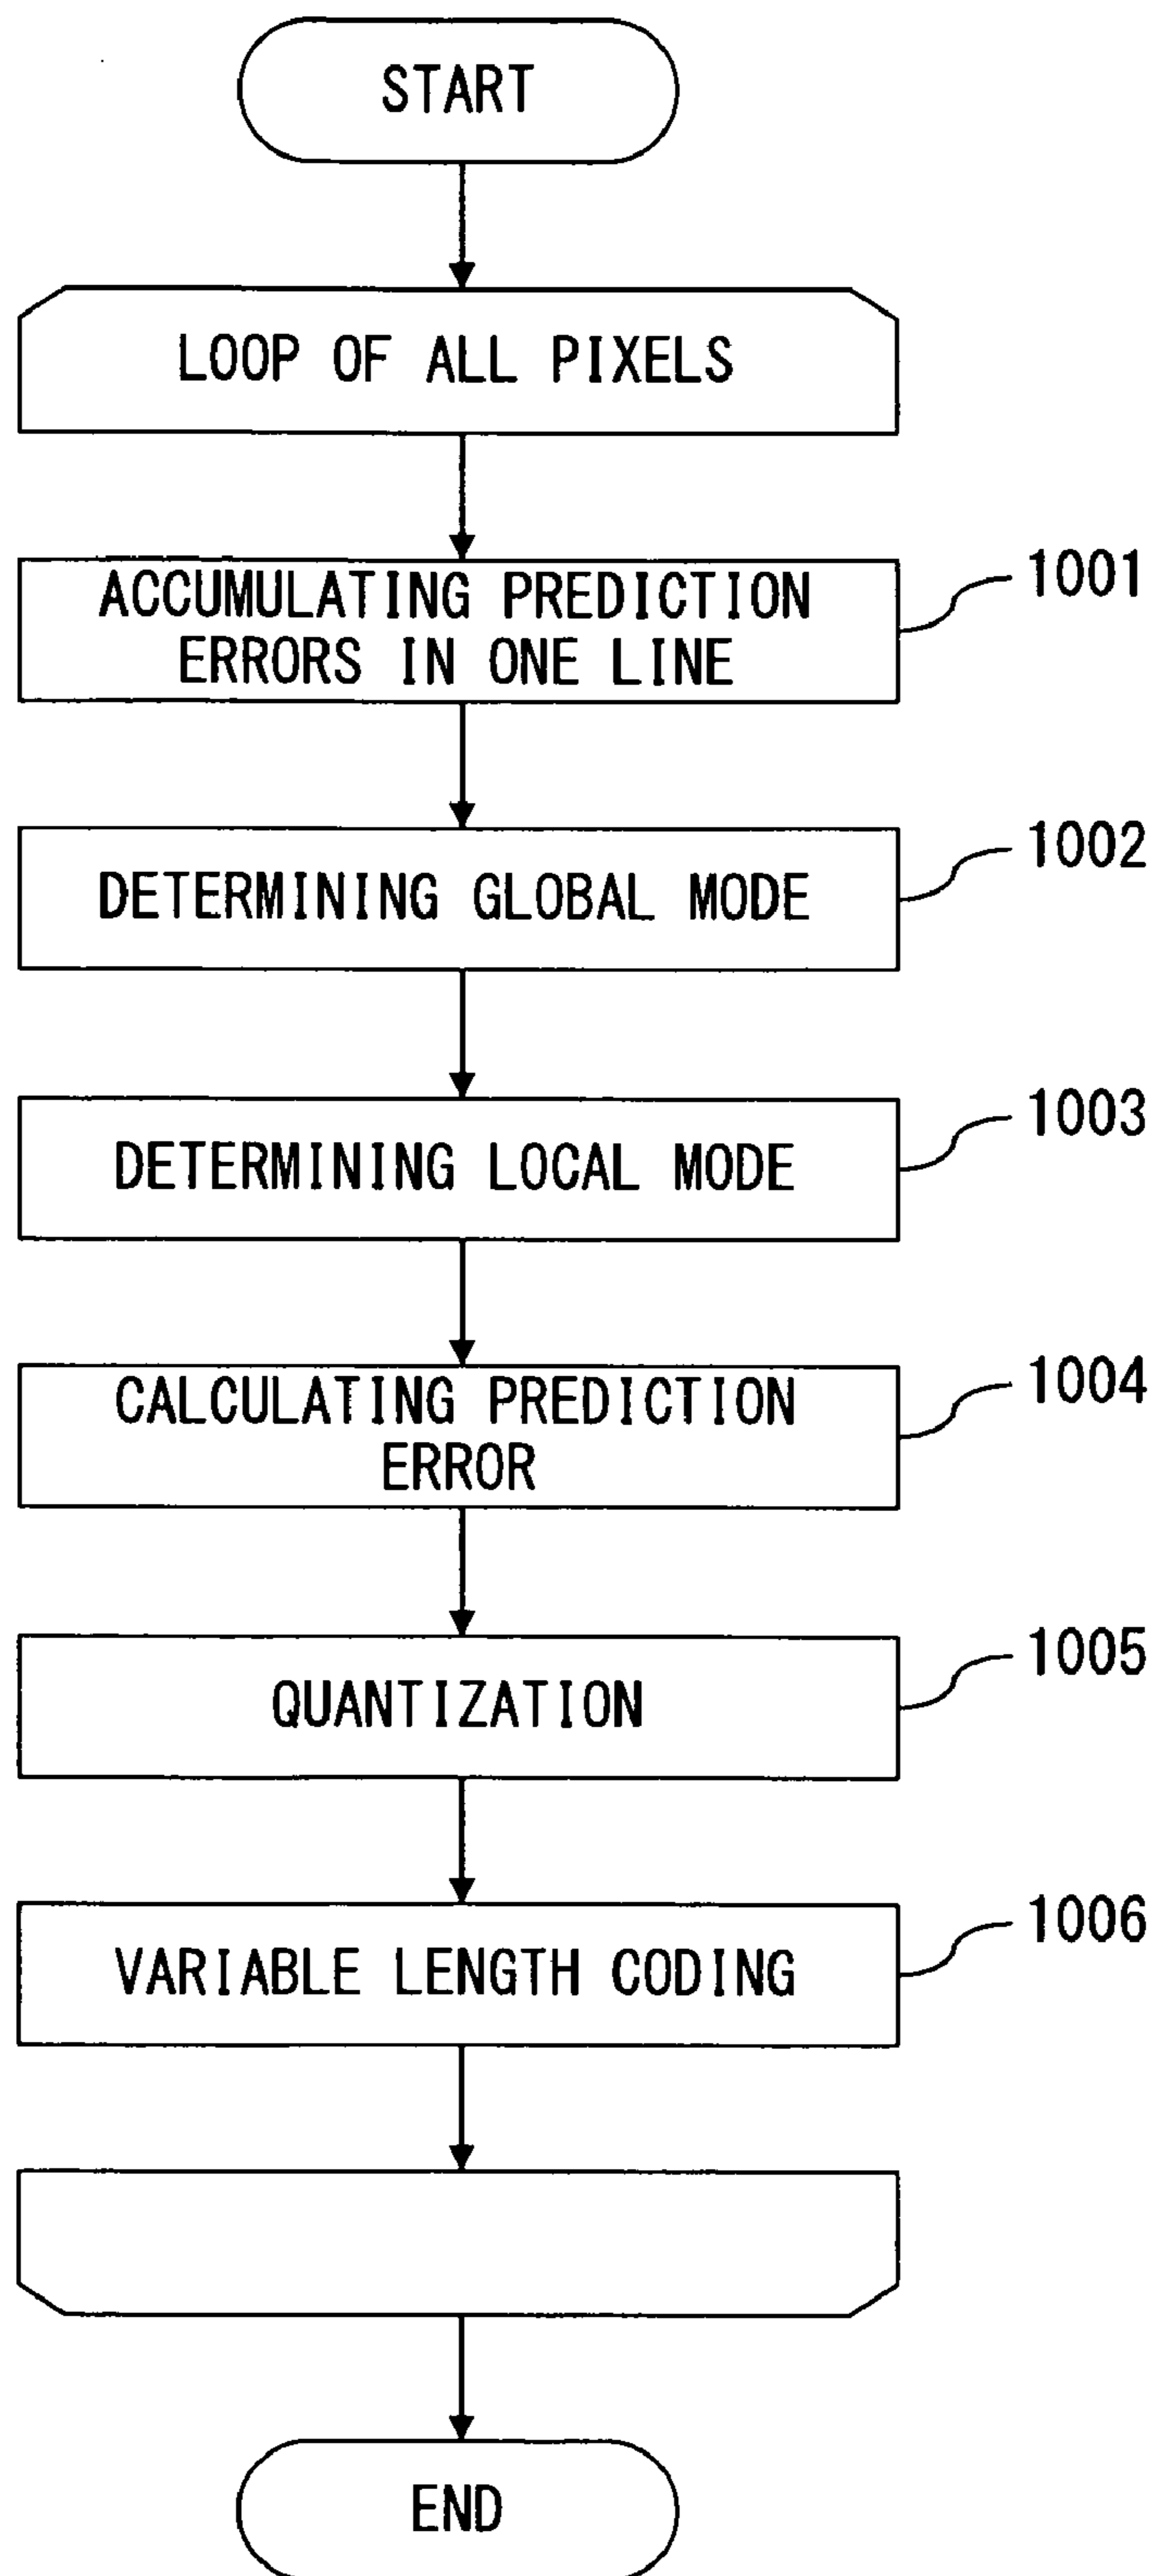 START
LOOP OF ALL PIXELS
ACCUMULATING PREDICTION
ERRORS IN ONE LINE
1001
DETERMINING GLOBAL MODE
1002
DETERMINING LOCAL MODE
1003
CALCULATING PREDICTION
ERROR
1004
QUANTIZATION
1005
VARIABLE LENGTH CODING
1006
END